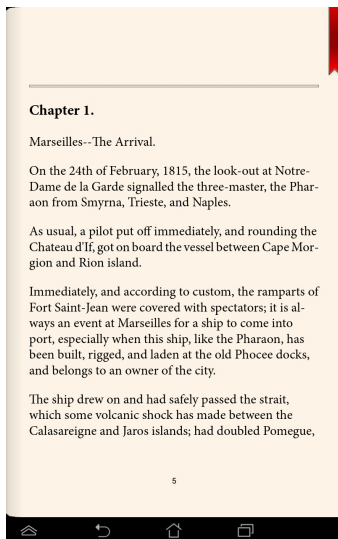 Chapter 1.
Marseilles--The Arrival.
On the 24th of February, 1815, the look-out at Notre-
Dame de la Garde signalled the three-master, the Phar-
aon from Smyrna, Trieste, and Naples.
As usual, a pilot put off immediately, and rounding the
Chateau d'If, got on board the vessel between Cape Mor-
gion and Rion island.
Immediately, and according to custom, the ramparts of
Fort Saint-Jean were covered with spectators; it is al-
ways an event at Marseilles for a ship to come into
port, especially when this ship, like the Pharaon, has
been built, rigged, and laden at the old Phocee docks,
and belongs to an owner of the city.
The ship drew on and had safely passed the strait,
which some volcanic shock has made between the
Calasareigne and Jaros islands; had doubled Pomegue,
5